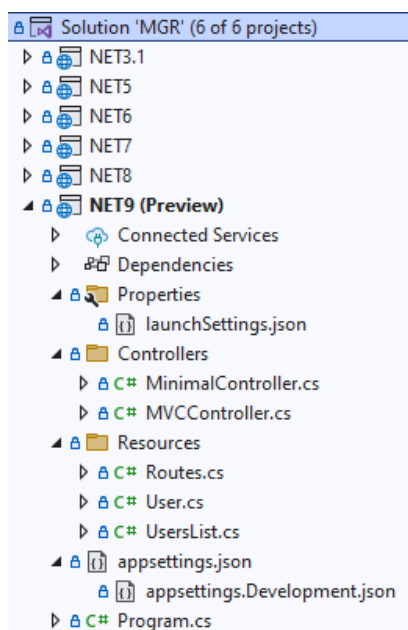 Solution 'MGR' (6 of 6 projects)
NET3.1
NET5
NET6
NET7
NET8
NET9 (Preview)
Connected Services
Dependencies
Properties
launchSettings.json
Controllers
C# MinimalController.cs
C# MVCController.cs
Resources
C# Routes.cs
C# User.cs
C# UsersList.cs
appsettings.json
appsettings.Development.json
C# Program.cs